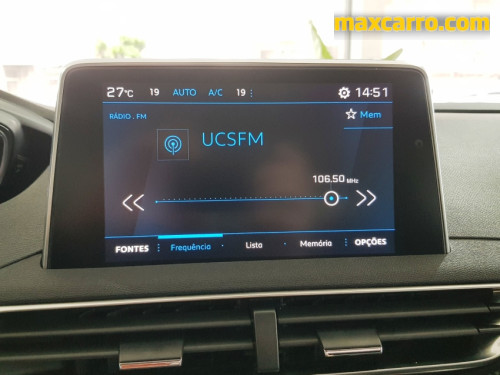 maxcarro.com
27°C 19 AUTO A/C 19 14:51
RÁDIO . FM
Mem
UCSFM
106.50 MHz
FONTES Frequência Lista Memória OPÇÕES